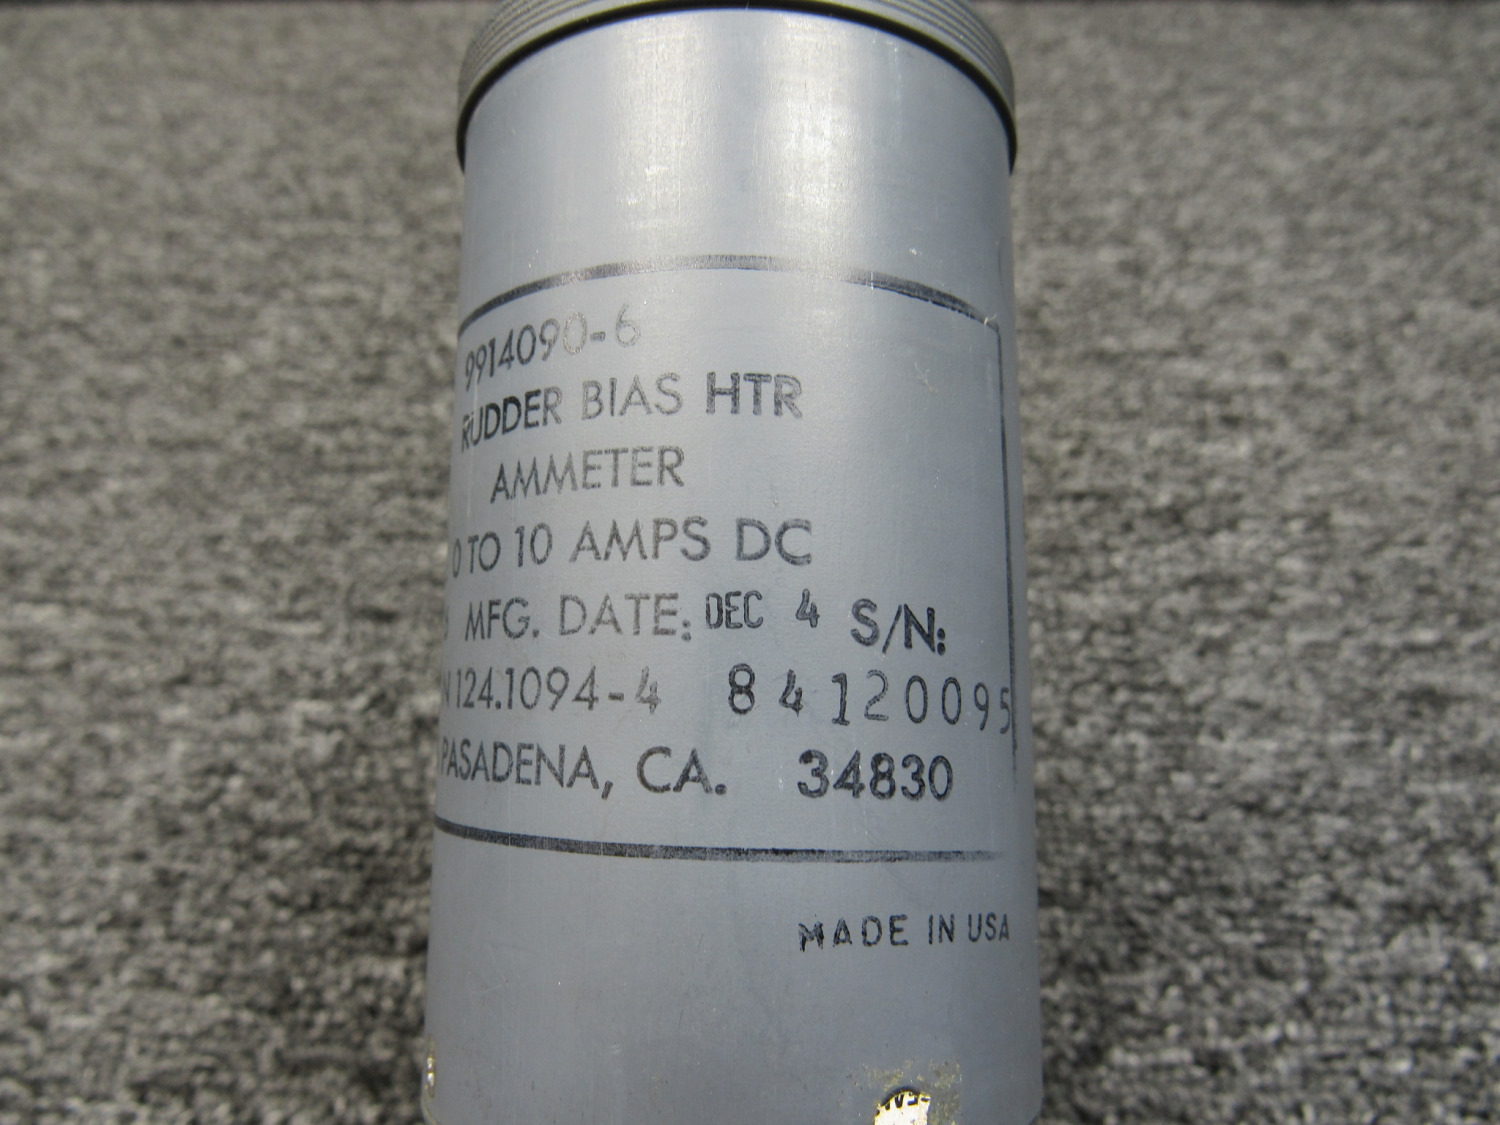 9914090-6
RUDDER BIAS HTR
AMMETER
0 TO 10 AMPS DC
MFG. DATE: DEC 4 S/N:
124.1094-4 84120095
PASADENA, CA. 34830
MADE IN USA